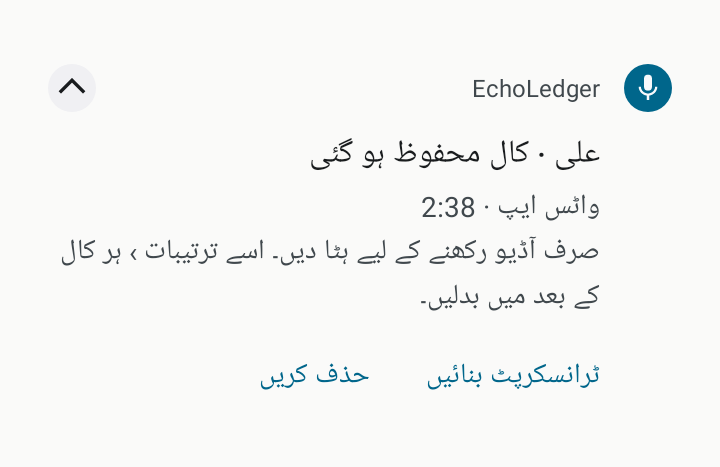 EchoLedger
علی · کال محفوظ ہو گئی
واٹس ایپ · 2:38
صرف آڈیو رکھنے کے لیے ہٹا دیں۔ اسے ترتیبات › ہر کال
کے بعد میں بدلیں۔
ٹرانسکرپٹ بنائیں حذف کریں